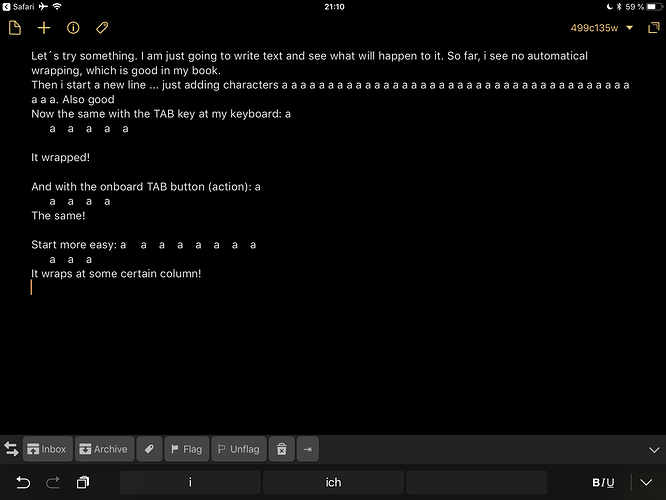 Safari
21:10
59 %
499c135w
Let´s try something. I am just going to write text and see what will happen to it. So far, i see no automatical
wrapping, which is good in my book.
Then i start a new line ... just adding characters a a a a a a a a a a a a a a a a a a a a a a a a a a a a a a a a a a a a a a
a a a. Also good
Now the same with the TAB key at my keyboard: a
a a a a a
It wrapped!
And with the onboard TAB button (action): a
a a a a
The same!
Start more easy: a a a a a a a a
a a a
It wraps at some certain column!
Inbox Archive Flag Unflag
i ich B I U